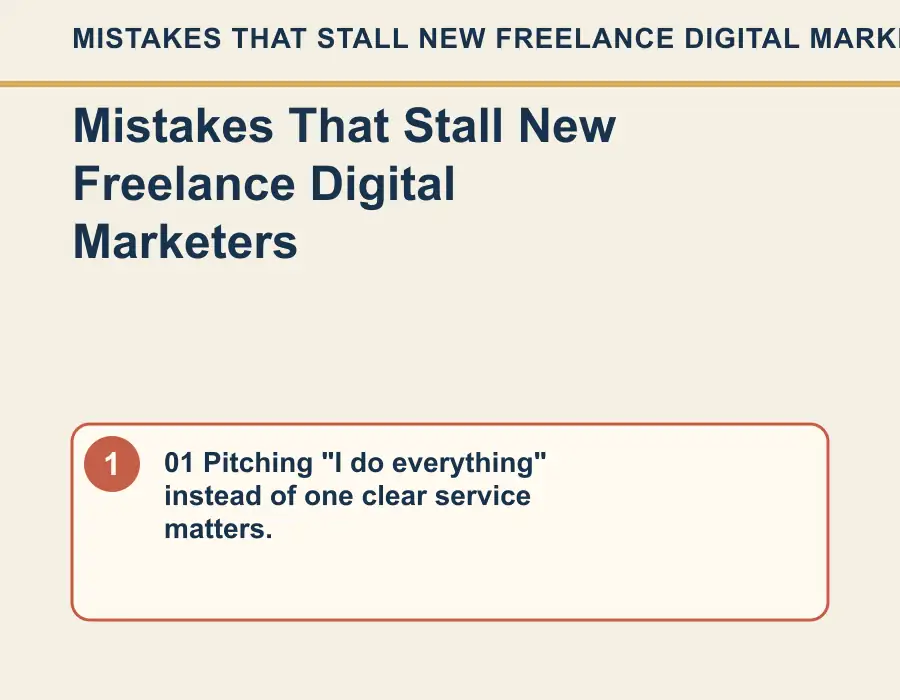 MISTAKES THAT STALL NEW FREELANCE DIGITAL
Mistakes That Stall New
Freelance Digital
Marketers
1
01 Pitching "I do everything"
instead of one clear service
matters.